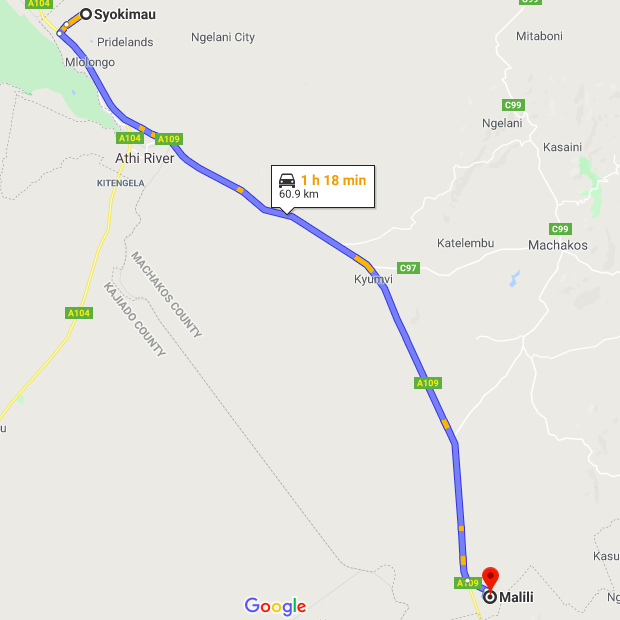 A104
Syokimau
Pridelands
Ngelani City
Mitaboni
Mlolongo
C99
Ngelani
A104
A109
Kasaini
Athi River
1 h 18 min
60.9 km
KITENGELA
C99
Katelembu
Machakos
MACHAKOS COUNTY
KAJIADO COUNTY
C97
Kyumvi
A104
A109
u
Kasu
A109
Malili
Ng
Google